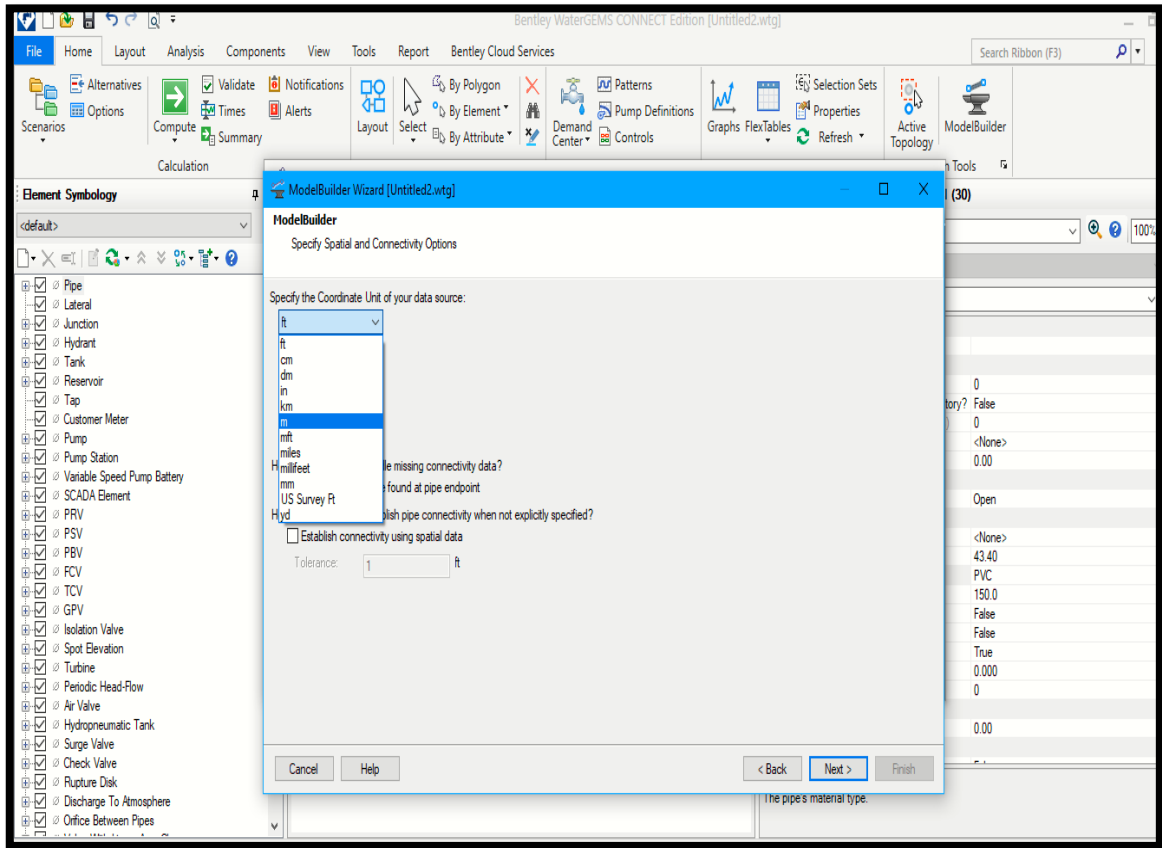 Bentley WaterGEMS CONNECT Edition [Untitled2.wtg]
File Home Layout Analysis Components View Tools Report Bentley Cloud Services Search Ribbon (F3)
Alternatives Validate Notifications By Polygon Patterns Selection Sets
Options Times Alerts By Element Pump Definitions Properties
Scenarios Compute Summary Layout Select By Attribute Demand Center Controls Graphs FlexTables Refresh Active Topology ModelBuilder
Calculation Tools
Element Symbology (30)
ModelBuilder Wizard [Untitled2.wtg]
<default> 100%
ModelBuilder
Specify Spatial and Connectivity Options
Pipe
Lateral
Junction
Hydrant
Tank
Reservoir
Tap
Customer Meter
Pump
Pump Station
Variable Speed Pump Battery
SCADA Element
PRV
PSV
PBV
FCV
TCV
GPV
Isolation Valve
Spot Elevation
Turbine
Periodic Head-Flow
Air Valve
Hydropneumatic Tank
Surge Valve
Check Valve
Rupture Disk
Discharge To Atmosphere
Orifice Between Pipes
Specify the Coordinate Unit of your data source:
ft
ft
cm
dm
in
km
m
mft
miles
millifeet
mm
US Survey Ft
yd
missing connectivity data?
found at pipe endpoint
pipe connectivity when not explicitly specified?
Establish connectivity using spatial data
Tolerance: 1 ft
Cancel Help < Back Next > Finish
0
False
0
<None>
0.00
Open
<None>
43.40
PVC
150.0
False
False
True
0.000
0
0.00
The pipe's material type.